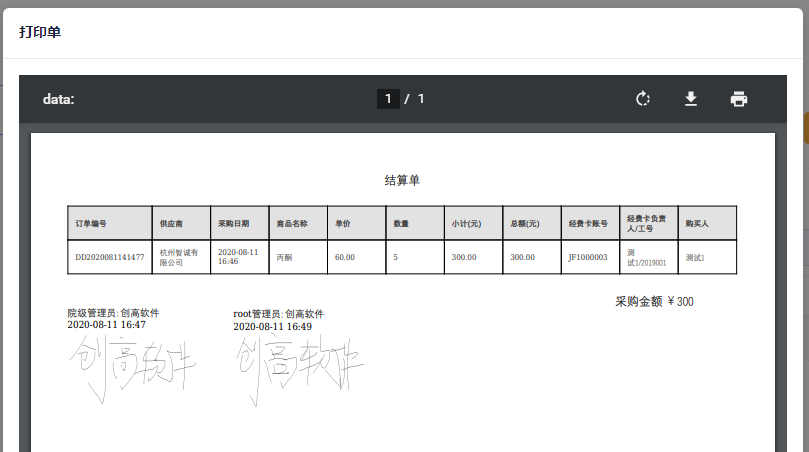 打印单
data:
1 / 1
结算单
订单编号 供应商 采购日期 商品名称 单价 数量 小计(元) 总额(元) 经费卡账号 经费卡负责人/工号 购买人
DD2020081141477 杭州智诚有限公司 2020-08-11 16:46 丙酮 60.00 5 300.00 300.00 JF1000003 测试1/2019001 测试1
采购金额 ¥300
院级管理员: 创高软件 root管理员: 创高软件
2020-08-11 16:47 2020-08-11 16:49
创高软件 创高软件